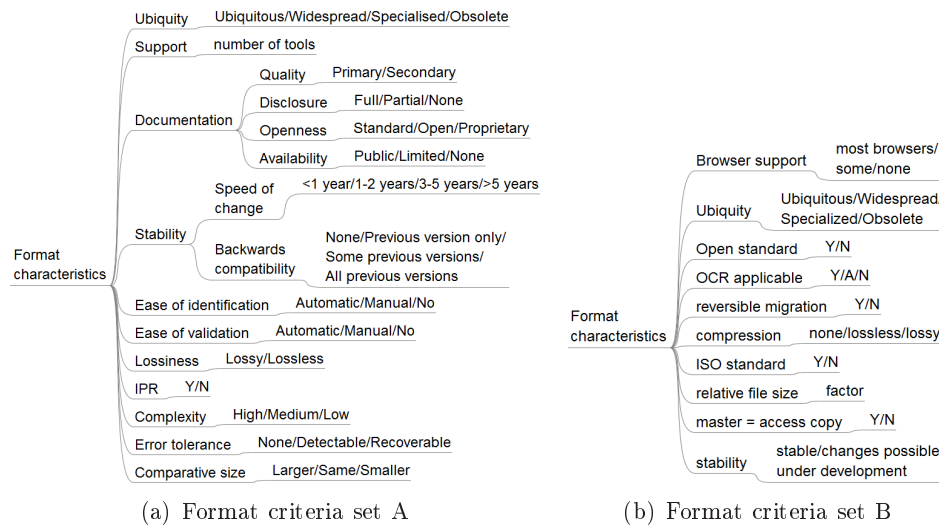 Format
characteristics
Ubiquity
Ubiquitous/Widespread/Specialised/Obsolete
Support
number of tools
Documentation
Quality
Primary/Secondary
Disclosure
Full/Partial/None
Openness
Standard/Open/Proprietary
Availability
Public/Limited/None
Stability
Speed of
change
<1 year/1-2 years/3-5 years/>5 years
Backwards
compatibility
None/Previous version only/
Some previous versions/
All previous versions
Ease of identification
Automatic/Manual/No
Ease of validation
Automatic/Manual/No
Lossiness
Lossy/Lossless
IPR
Y/N
Complexity
High/Medium/Low
Error tolerance
None/Detectable/Recoverable
Comparative size
Larger/Same/Smaller
(a) Format criteria set A
Format
characteristics
Browser support
most browsers/
some/none
Ubiquity
Ubiquitous/Widespread/
Specialized/Obsolete
Open standard
Y/N
OCR applicable
Y/A/N
reversible migration
Y/N
compression
none/lossless/lossy
ISO standard
Y/N
relative file size
factor
master = access copy
Y/N
stability
stable/changes possible
under development
(b) Format criteria set B